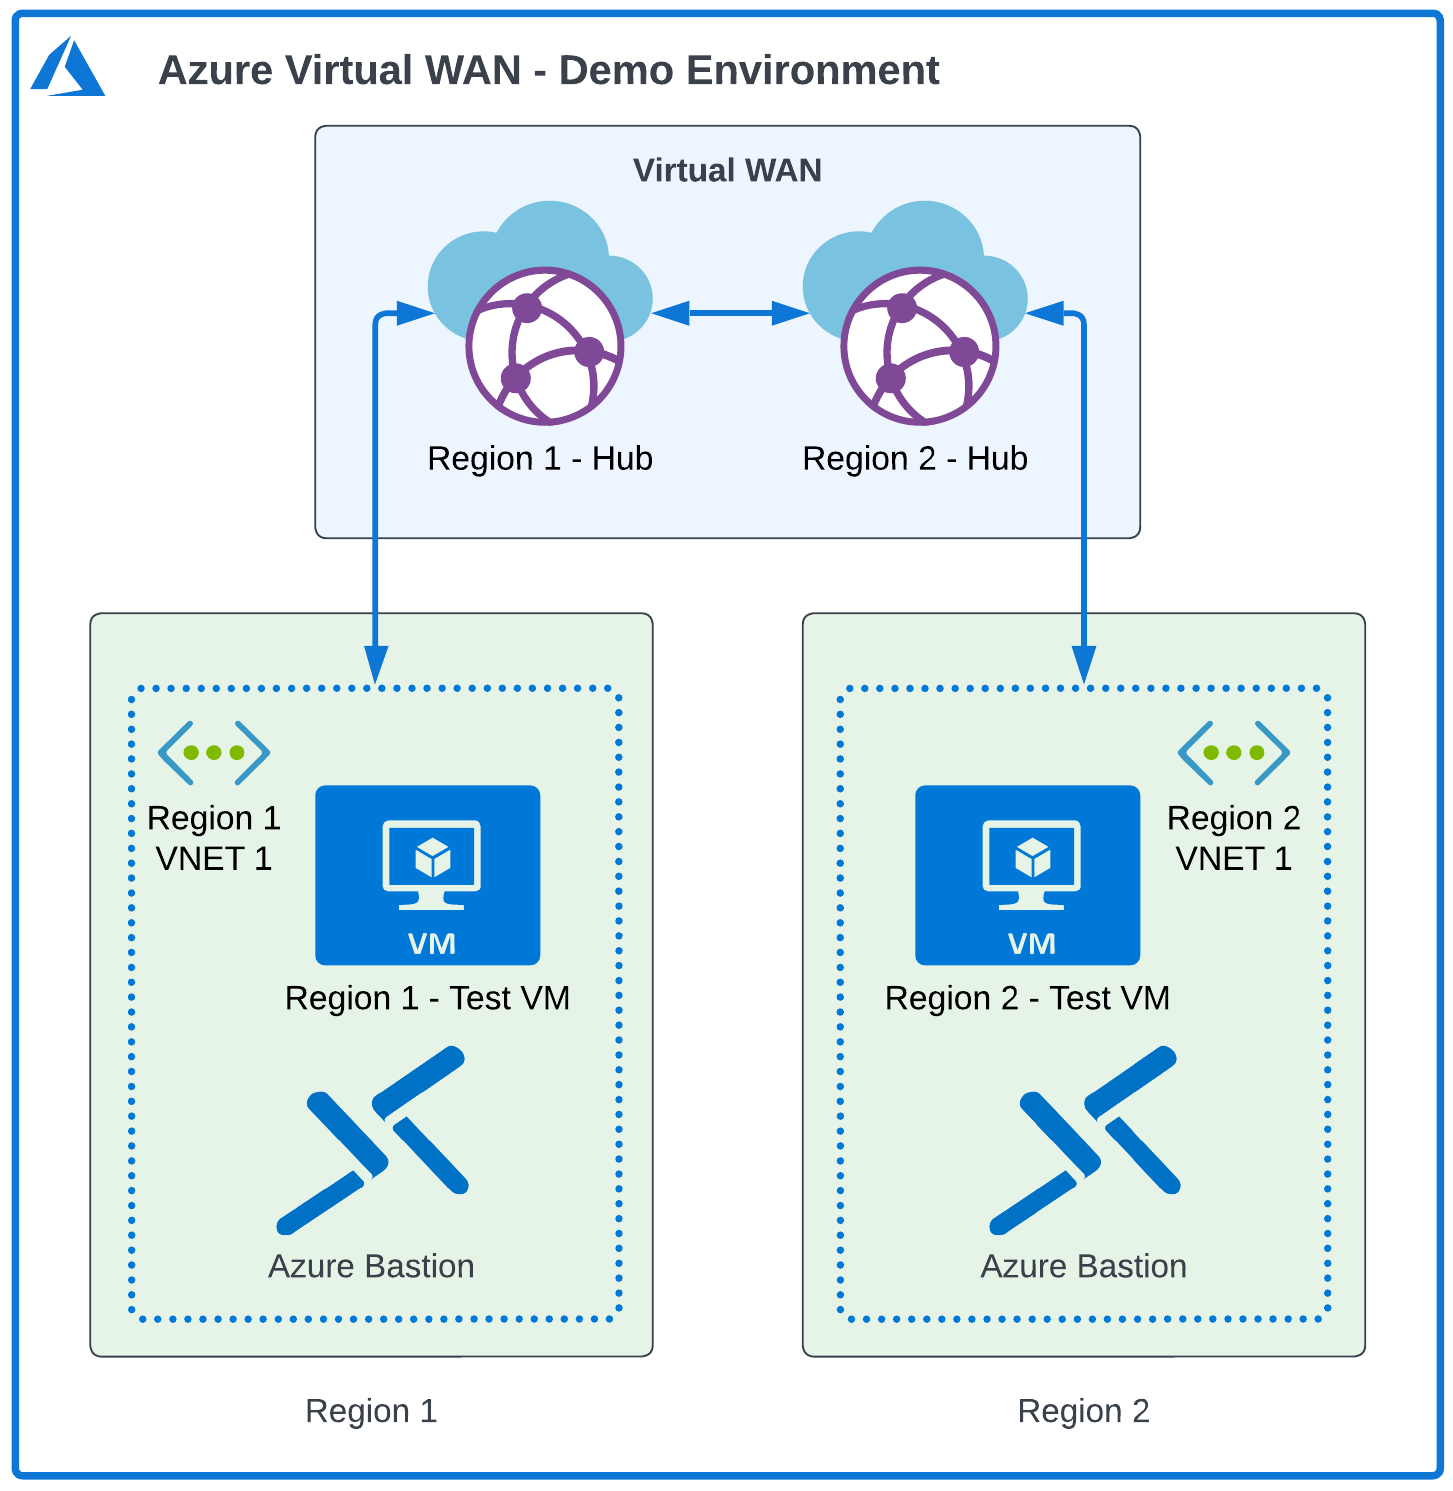 Azure Virtual WAN - Demo Environment
Virtual WAN
Region 1 - Hub
Region 2 - Hub
Region 1
VNET 1
VM
Region 1 - Test VM
Azure Bastion
Region 1
Region 2
VNET 1
VM
Region 2 - Test VM
Azure Bastion
Region 2